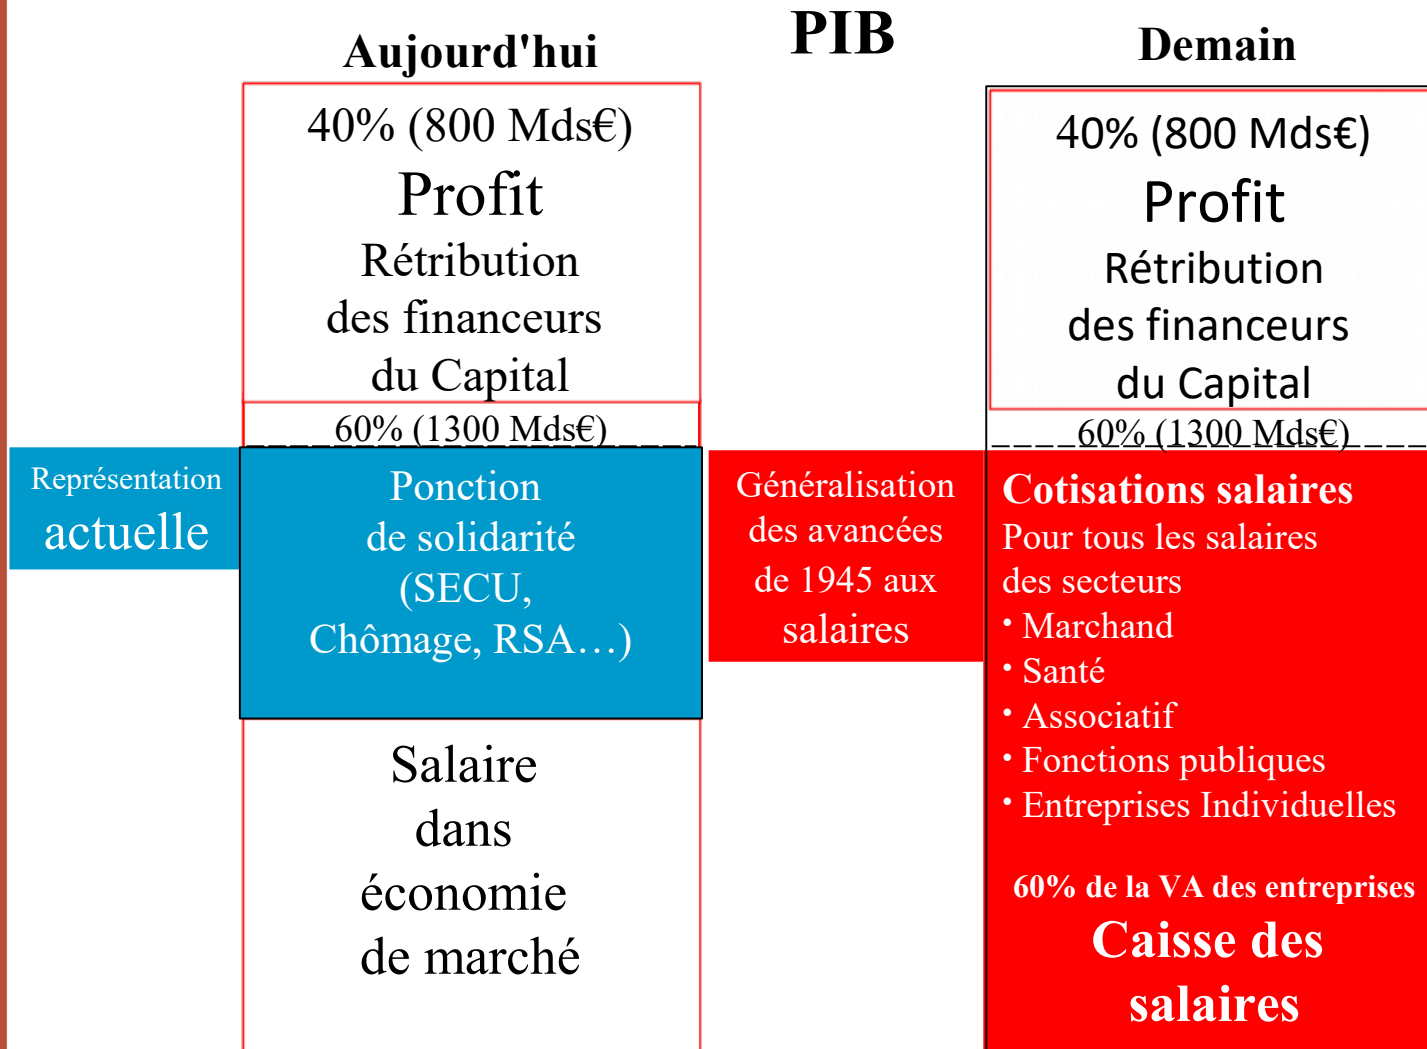 PIB
Aujourd'hui
Demain
40% (800 Mds€)
Profit
Rétribution
des financeurs
du Capital
60% (1300 Mds€)
Représentation
actuelle
Ponction
de solidarité
(SECU,
Chômage, RSA…)
Salaire
dans
économie
de marché
Généralisation
des avancées
de 1945 aux
salaires
40% (800 Mds€)
Profit
Rétribution
des financeurs
du Capital
60% (1300 Mds€)
Cotisations salaires
Pour tous les salaires
des secteurs
• Marchand
• Santé
• Associatif
• Fonctions publiques
• Entreprises Individuelles
60% de la VA des entreprises
Caisse des
salaires